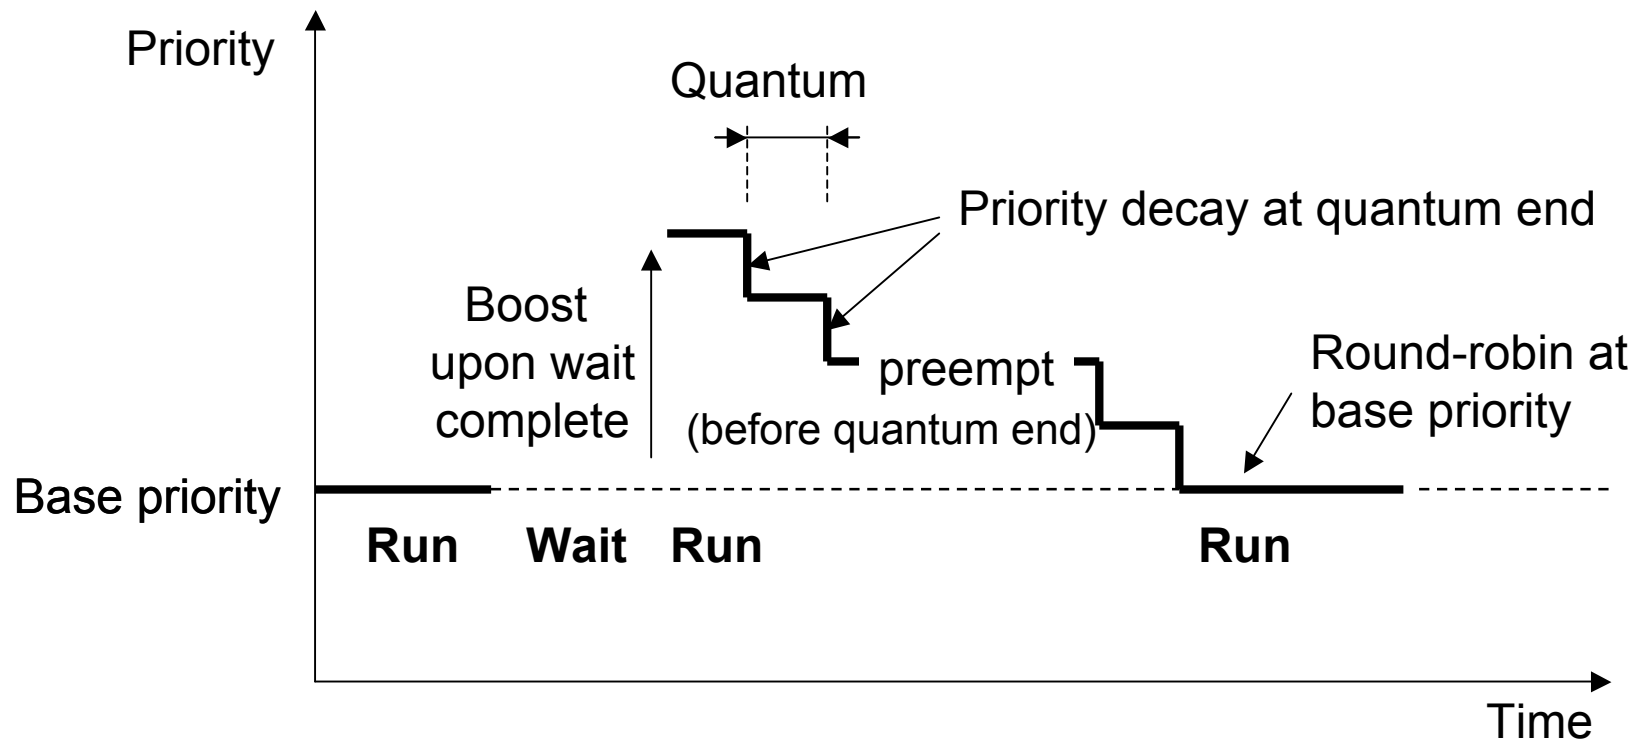 Priority
Quantum
Priority decay at quantum end
Boost
upon wait
complete
preempt
(before quantum end)
Round-robin at
base priority
Base priority
Run
Wait
Run
Run
Time